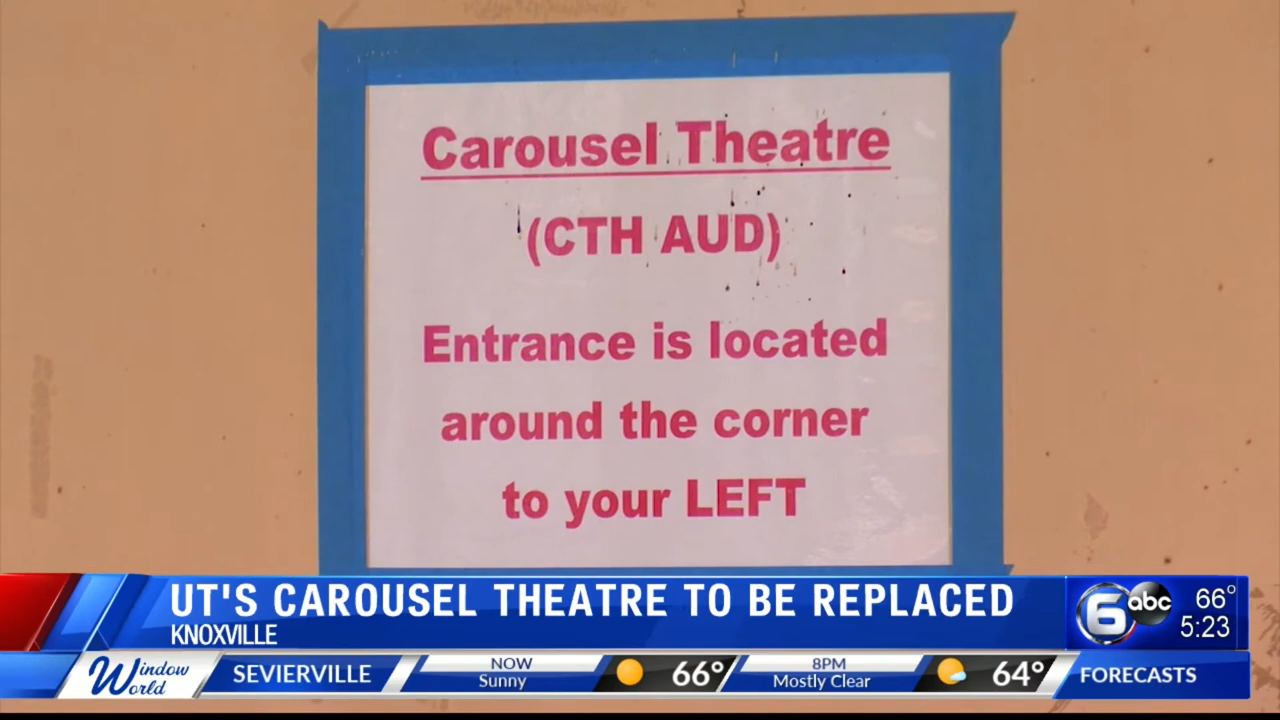 Carousel Theatre
(CTH AUD)
Entrance is located
around the corner
to your LEFT
UT'S CAROUSEL THEATRE TO BE REPLACED
KNOXVILLE
6 abc
66°
5:23
Window World
SEVIERVILLE
NOW
Sunny
66°
8PM
Mostly Clear
64°
FORECASTS